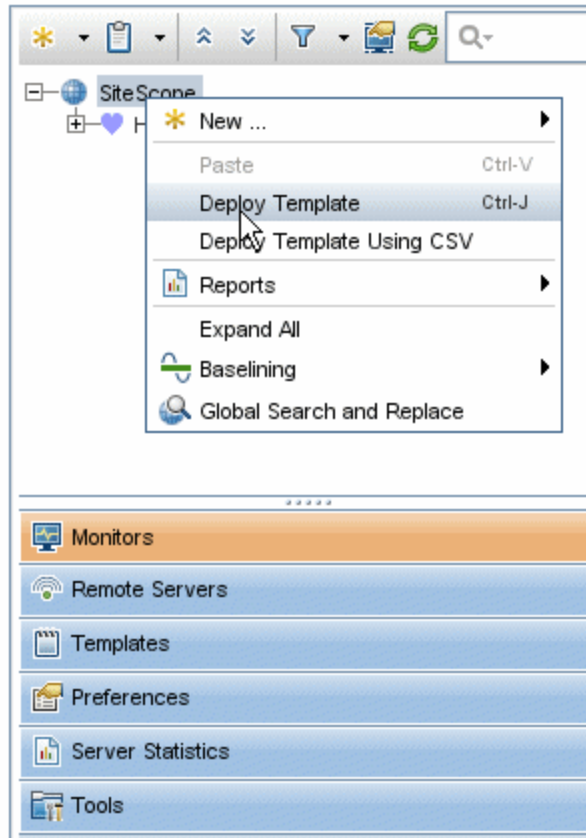 SiteScope
New ...
Paste Ctrl-V
Deploy Template Ctrl-J
Deploy Template Using CSV
Reports
Expand All
Baselining
Global Search and Replace
Monitors
Remote Servers
Templates
Preferences
Server Statistics
Tools